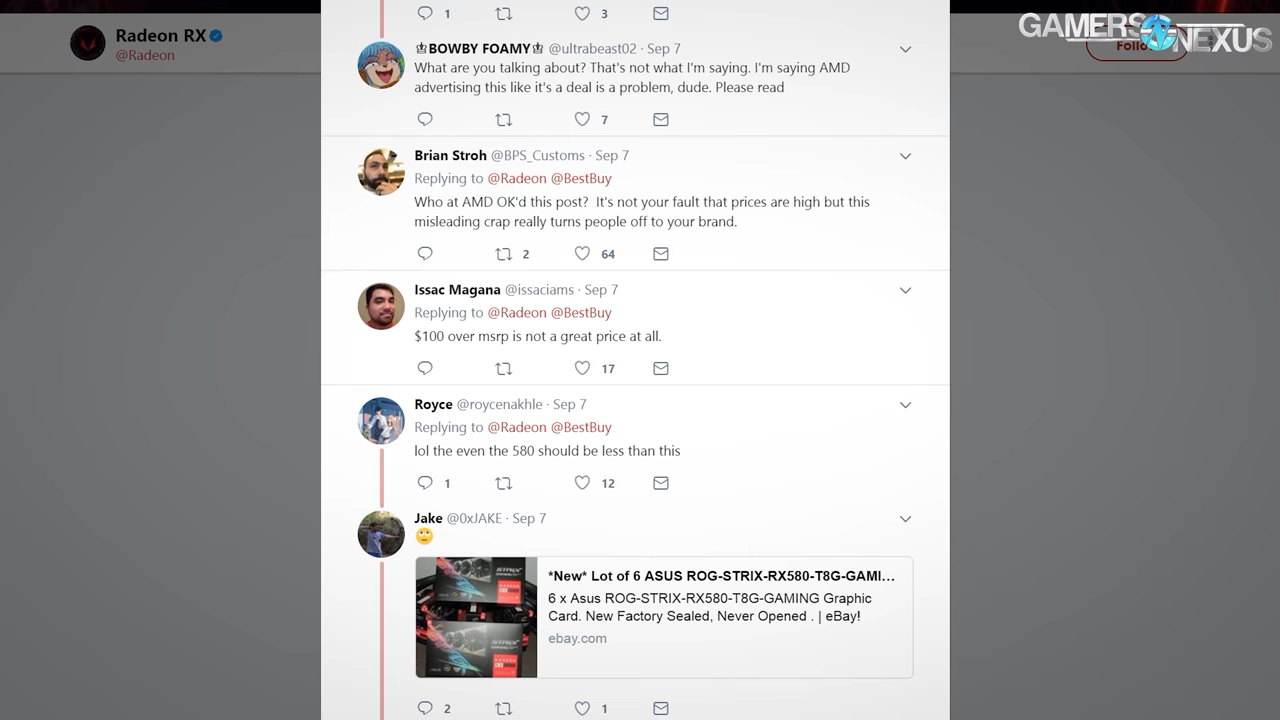 Radeon RX
@Radeon
GAMERS NEXUS
1 3
♔BOWBY FOAMY♔ @ultrabeast02 · Sep 7
What are you talking about? That's not what I'm saying. I'm saying AMD
advertising this like it's a deal is a problem, dude. Please read
7
Brian Stroh @BPS_Customs · Sep 7
Replying to @Radeon @BestBuy
Who at AMD OK'd this post?  It's not your fault that prices are high but this
misleading crap really turns people off to your brand.
2 64
Issac Magana @issaciams · Sep 7
Replying to @Radeon @BestBuy
$100 over msrp is not a great price at all.
17
Royce @roycenakhle · Sep 7
Replying to @Radeon @BestBuy
lol the even the 580 should be less than this
1 12
Jake @0xJAKE · Sep 7
🙄
*New* Lot of 6 ASUS ROG-STRIX-RX580-T8G-GAMI...
6 x Asus ROG-STRIX-RX580-T8G-GAMING Graphic
Card. New Factory Sealed, Never Opened . | eBay!
ebay.com
STRIX
STRIX
2 1